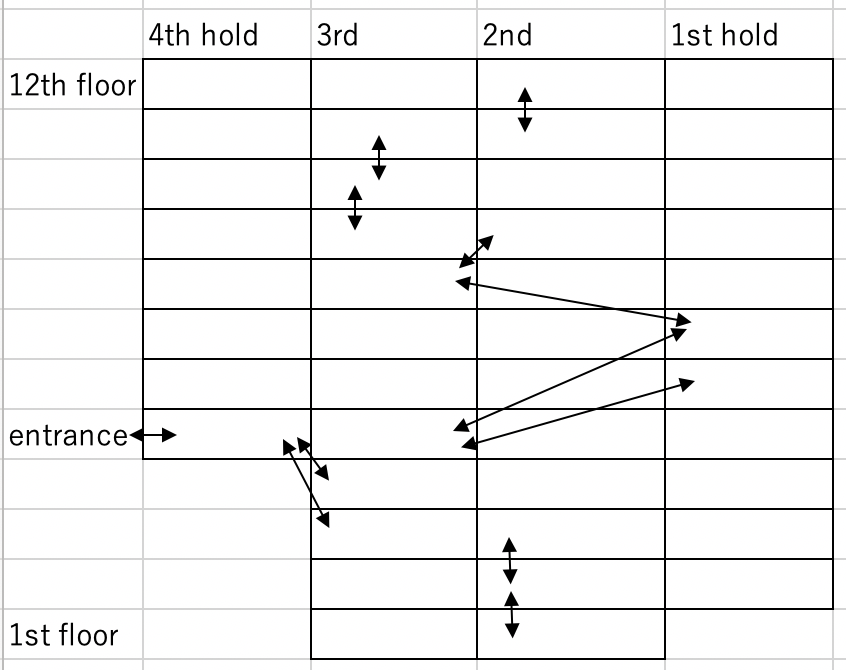 4th hold 3rd 2nd 1st hold
12th floor
entrance
1st floor